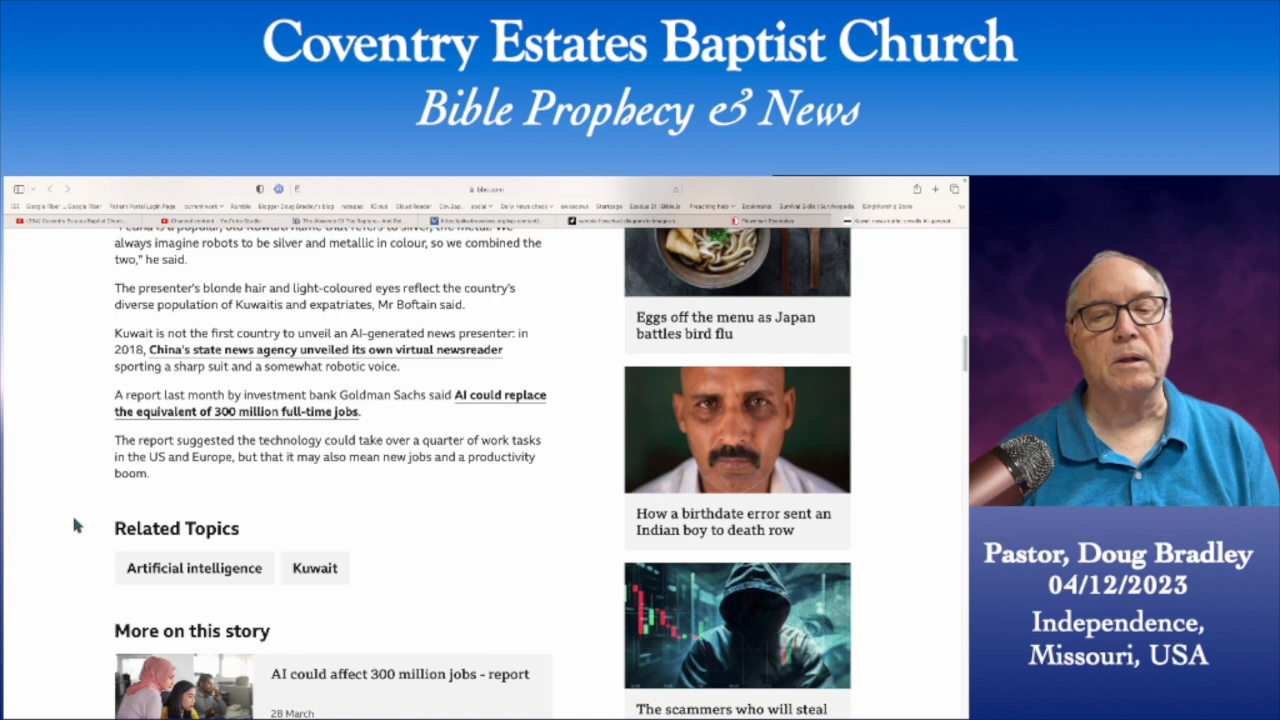 Coventry Estates Baptist Church
Bible Prophecy & News
bbc.com
two," he said.
always imagine robots to be silver and metallic in colour, so we combined the
The presenter's blonde hair and light-coloured eyes reflect the country's
diverse population of Kuwaitis and expatriates, Mr Boftain said.
Kuwait is not the first country to unveil an AI-generated news presenter: in
2018, China's state news agency unveiled its own virtual newsreader
sporting a sharp suit and a somewhat robotic voice.
A report last month by investment bank Goldman Sachs said AI could replace
the equivalent of 300 million full-time jobs.
The report suggested the technology could take over a quarter of work tasks
in the US and Europe, but that it may also mean new jobs and a productivity
boom.
Related Topics
Artificial intelligence
Kuwait
More on this story
AI could affect 300 million jobs - report
28 March
Eggs off the menu as Japan
battles bird flu
How a birthdate error sent an
Indian boy to death row
The scammers who will steal
Pastor, Doug Bradley
04/12/2023
Independence,
Missouri, USA